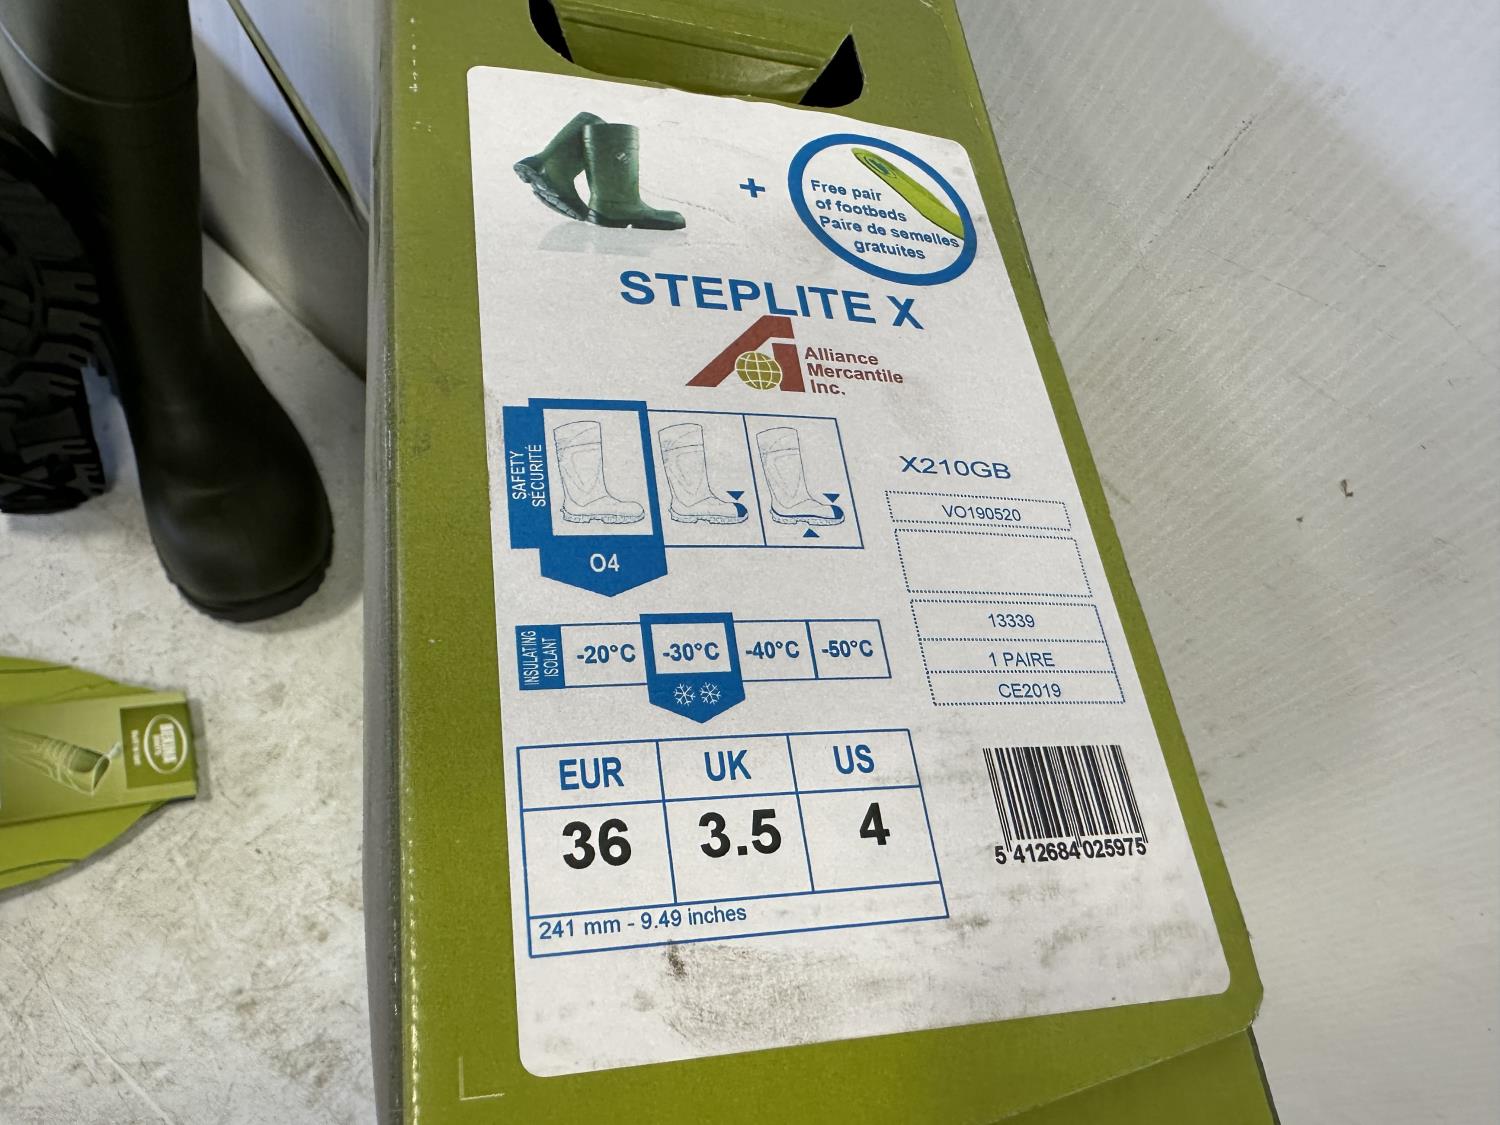 Free pair
of footbeds
Paire de semelles
gratuites
+
STEPLITE X
Alliance
Mercantile
Inc.
SAFETY
SÉCURITÉ
O4
X210GB
VO190520
13339
1 PAIRE
CE2019
INSULATING
ISOLANT
-20°C
-30°C
-40°C
-50°C
EUR UK US
36 3.5 4
241 mm - 9.49 inches
5 412684 025975